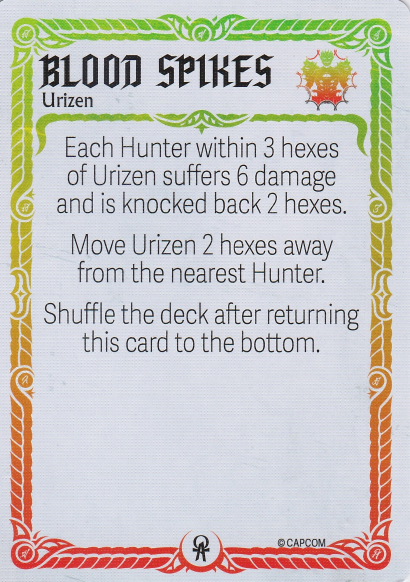 BLOOD SPIKES
Urizen
Each Hunter within 3 hexes
of Urizen suffers 6 damage
and is knocked back 2 hexes.
Move Urizen 2 hexes away
from the nearest Hunter.
Shuffle the deck after returning
this card to the bottom.
© CAPCOM